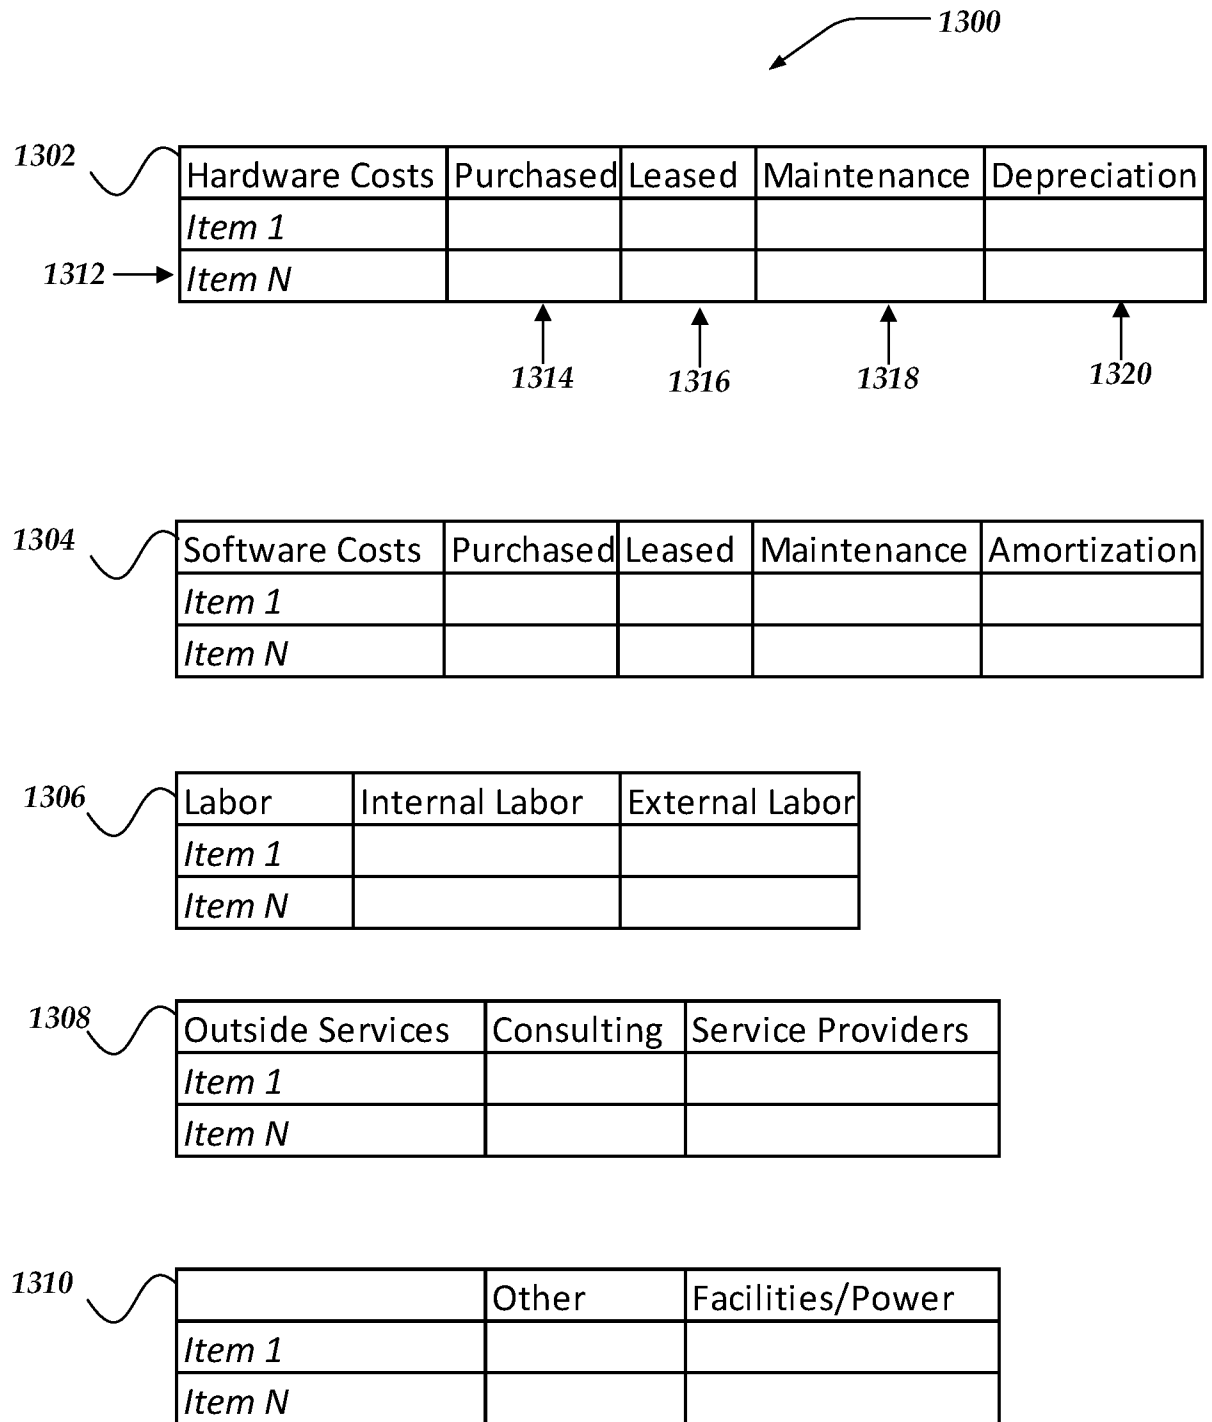 1300
1302 Hardware Costs Purchased Leased Maintenance Depreciation
Item 1
1312 Item N
1314 1316 1318 1320
1304 Software Costs Purchased Leased Maintenance Amortization
Item 1
Item N
1306 Labor Internal Labor External Labor
Item 1
Item N
1308 Outside Services Consulting Service Providers
Item 1
Item N
1310 Other Facilities/Power
Item 1
Item N